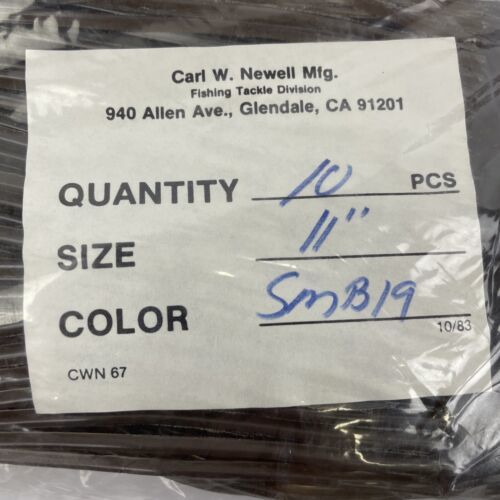 Carl W. Newell Mfg.
Fishing Tackle Division
940 Allen Ave., Glendale, CA 91201
QUANTITY 10 PCS
SIZE 11"
COLOR SmB19
10/83
CWN 67